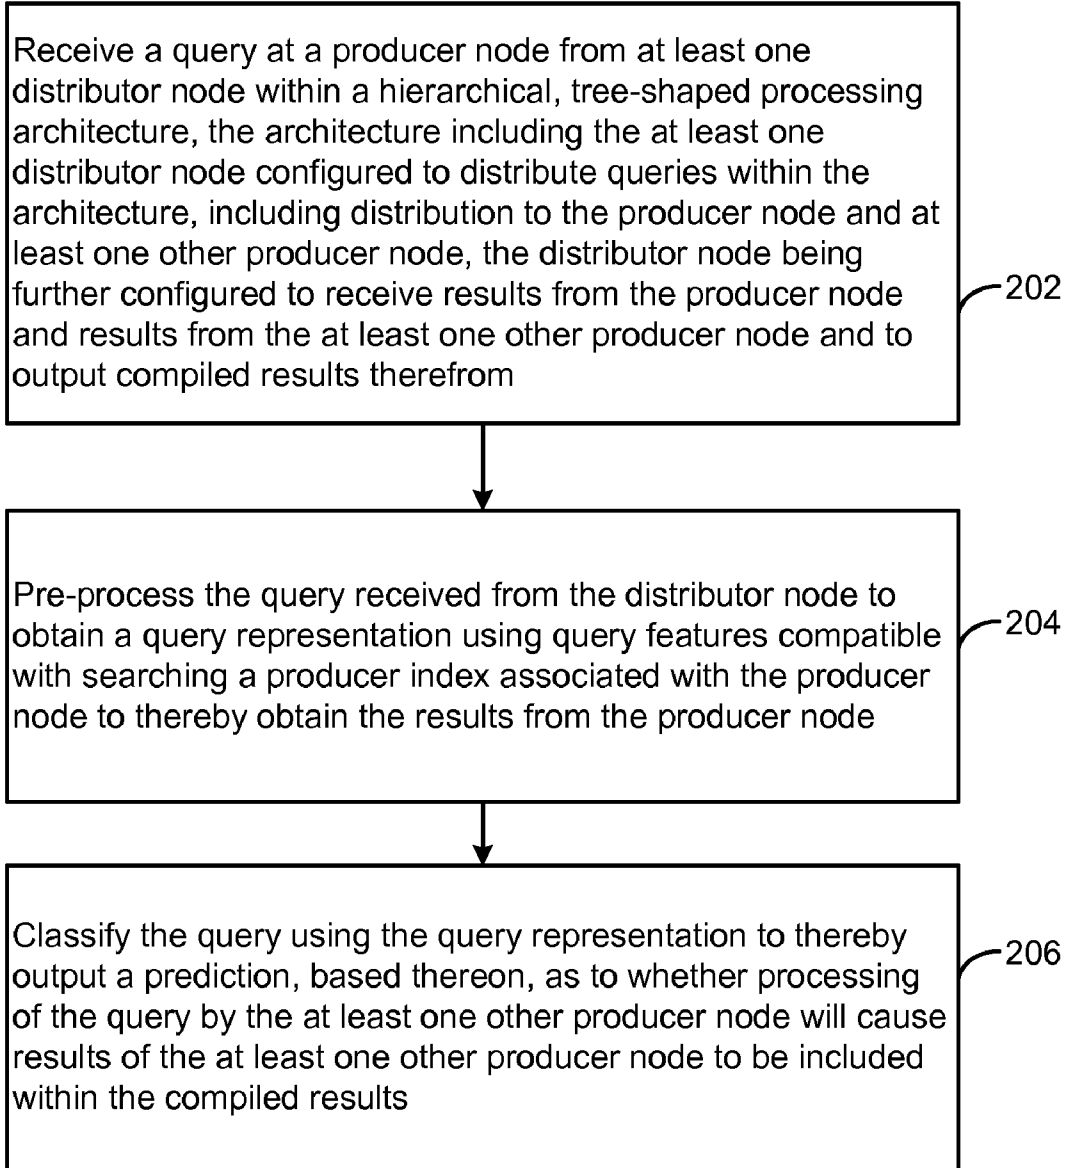 Receive a query at a producer node from at least one
distributor node within a hierarchical, tree-shaped processing
architecture, the architecture including the at least one
distributor node configured to distribute queries within the
architecture, including distribution to the producer node and at
least one other producer node, the distributor node being
further configured to receive results from the producer node
and results from the at least one other producer node and to
output compiled results therefrom
202
Pre-process the query received from the distributor node to
obtain a query representation using query features compatible
with searching a producer index associated with the producer
node to thereby obtain the results from the producer node
204
Classify the query using the query representation to thereby
output a prediction, based thereon, as to whether processing
of the query by the at least one other producer node will cause
results of the at least one other producer node to be included
within the compiled results
206